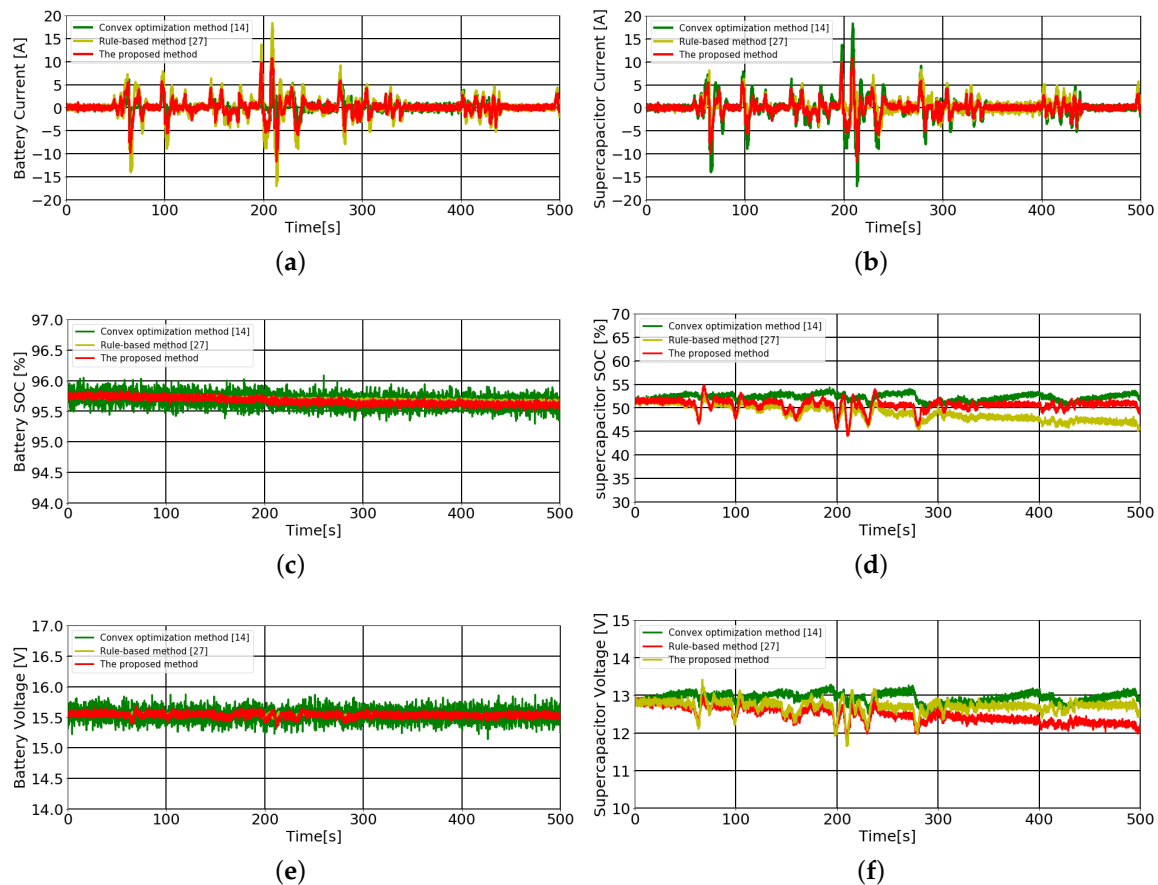 20
15
10
5
0
−5
−10
−15
−20
Battery Current [A]
Convex optimization method [14]
Rule-based method [27]
The proposed method
0 100 200 300 400 500
Time[s]
(a)
20
15
10
5
0
−5
−10
−15
−20
Supercapacitor Current [A]
Convex optimization method [14]
Rule-based method [27]
The proposed method
0 100 200 300 400 500
Time[s]
(b)
97.0
96.5
96.0
95.5
95.0
94.5
94.0
Battery SOC [%]
Convex optimization method [14]
Rule-based method [27]
The proposed method
0 100 200 300 400 500
Time[s]
(c)
70
65
60
55
50
45
40
35
30
supercapacitor SOC [%]
Convex optimization method [14]
Rule-based method [27]
The proposed method
0 100 200 300 400 500
Time[s]
(d)
17.0
16.5
16.0
15.5
15.0
14.5
14.0
Battery Voltage [V]
Convex optimization method [14]
Rule-based method [27]
The proposed method
0 100 200 300 400 500
Time[s]
(e)
15
14
13
12
11
10
Supercapacitor Voltage [V]
Convex optimization method [14]
Rule-based method [27]
The proposed method
0 100 200 300 400 500
Time[s]
(f)